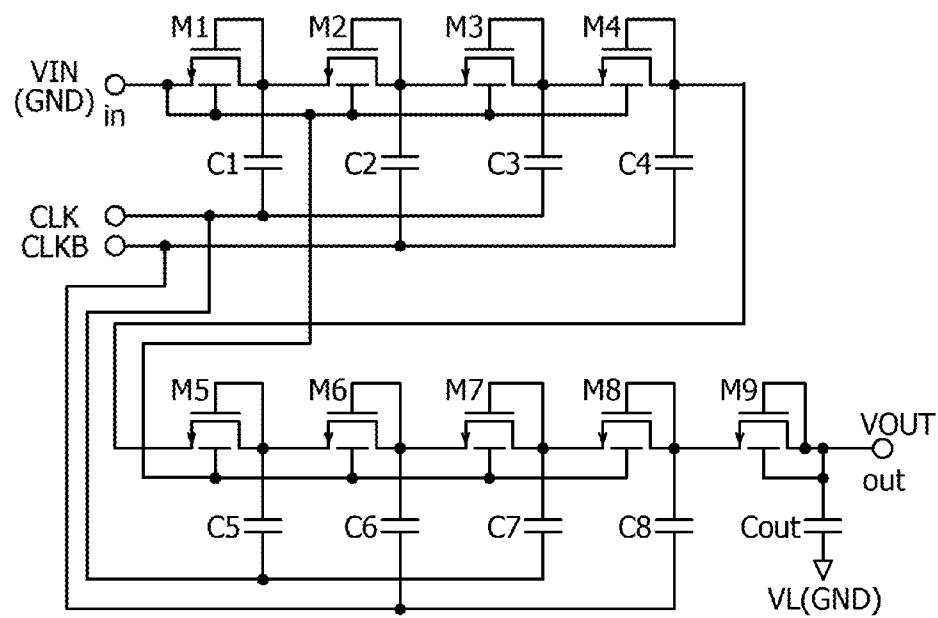 M1 M2 M3 M4
VIN
(GND)
in
C1 C2 C3 C4
CLK
CLKB
M5 M6 M7 M8 M9
VOUT
out
C5 C6 C7 C8 Cout
VL(GND)